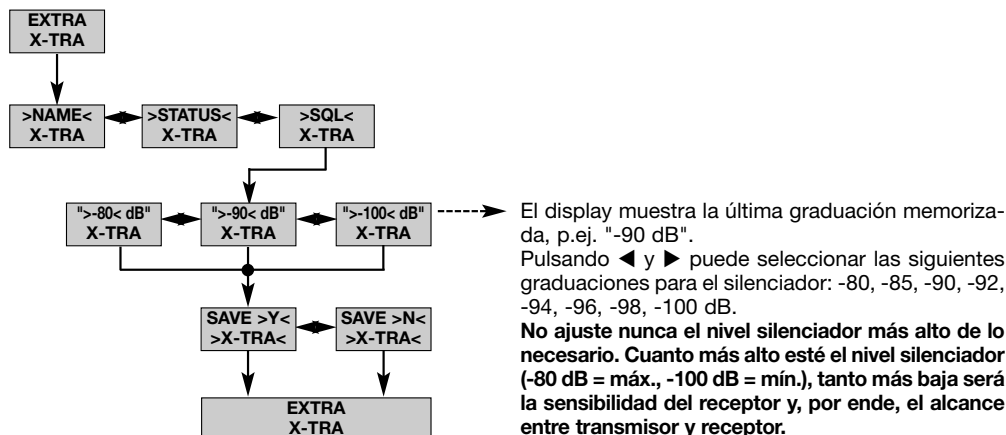 EXTRA
X-TRA
>NAME<
X-TRA
>STATUS<
X-TRA
>SQL<
X-TRA
">-80< dB"
X-TRA
">-90< dB"
X-TRA
">-100< dB"
X-TRA
El display muestra la última graduación memoriza-
da, p.ej. "-90 dB".
Pulsando ◀ y ▶ puede seleccionar las siguientes
graduaciones para el silenciador: -80, -85, -90, -92,
-94, -96, -98, -100 dB.
No ajuste nunca el nivel silenciador más alto de lo
necesario. Cuanto más alto esté el nivel silenciador
(-80 dB = máx., -100 dB = mín.), tanto más baja será
la sensibilidad del receptor y, por ende, el alcance
entre transmisor y receptor.
SAVE >Y<
>X-TRA<
SAVE >N<
>X-TRA<
EXTRA
X-TRA